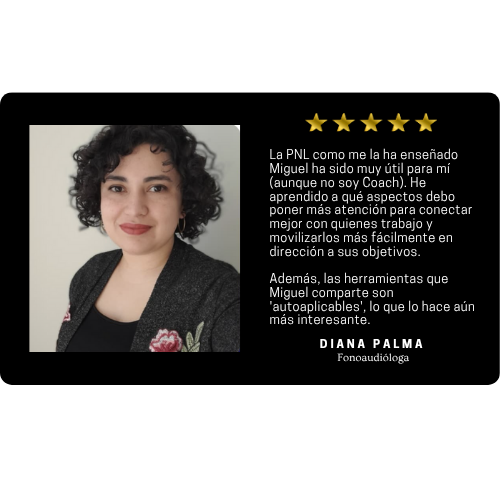 La PNL como me la ha enseñado
Miguel ha sido muy útil para mí
(aunque no soy Coach). He
aprendido a qué aspectos debo
poner más atención para conectar
mejor con quienes trabajo y
movilizarlos más fácilmente en
dirección a sus objetivos.
Además, las herramientas que
Miguel comparte son
'autoaplicables', lo que lo hace aún
más interesante.
DIANA PALMA
Fonoaudióloga